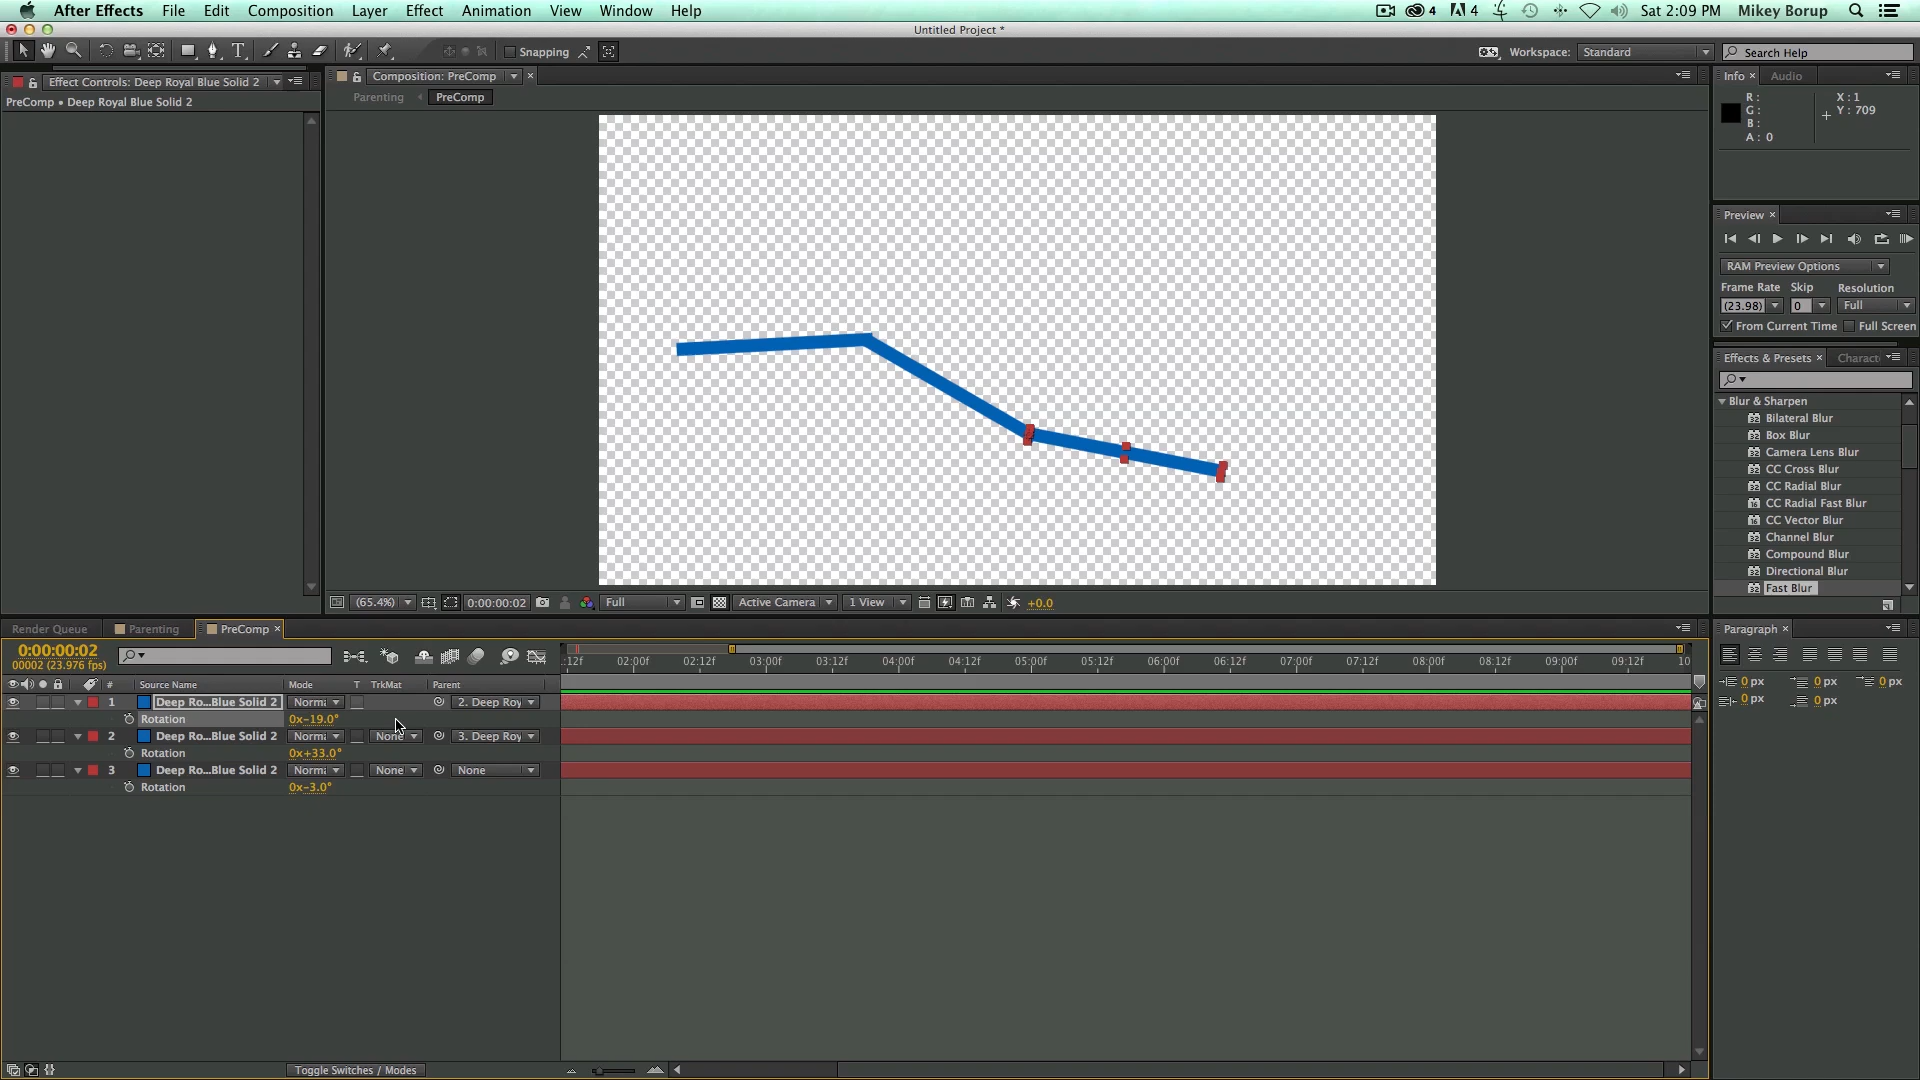 After Effects File Edit Composition Layer Effect Animation View Window Help 4 4 Sat 2:09 PM Mikey Borup
Untitled Project *
T Snapping Workspace: Standard Search Help
Effect Controls: Deep Royal Blue Solid 2
PreComp • Deep Royal Blue Solid 2
Composition: PreComp ×
Parenting PreComp
Info × Audio
R : X : 1
G : Y : 709
B :
A : 0
Preview ×
RAM Preview Options
Frame Rate Skip Resolution
(23.98) 0 Full
From Current Time Full Screen
Effects & Presets × Charact
Blur & Sharpen
Bilateral Blur
Box Blur
Camera Lens Blur
CC Cross Blur
CC Radial Blur
CC Radial Fast Blur
CC Vector Blur
Channel Blur
Compound Blur
Directional Blur
Fast Blur
(65.4%) 0:00:00:02 Full Active Camera 1 View +0.0
Render Queue Parenting PreComp ×
0:00:00:02
00002 (23.976 fps)
:12f 02:00f 02:12f 03:00f 03:12f 04:00f 04:12f 05:00f 05:12f 06:00f 06:12f 07:00f 07:12f 08:00f 08:12f 09:00f 09:12f 10
# Source Name Mode T TrkMat Parent
1 Deep Ro...Blue Solid 2 Norma 2. Deep Roy
Rotation 0x-19.0°
2 Deep Ro...Blue Solid 2 Norma None 3. Deep Roy
Rotation 0x+33.0°
3 Deep Ro...Blue Solid 2 Norma None None
Rotation 0x-3.0°
Toggle Switches / Modes
Paragraph ×
0 px 0 px 0 px
0 px 0 px